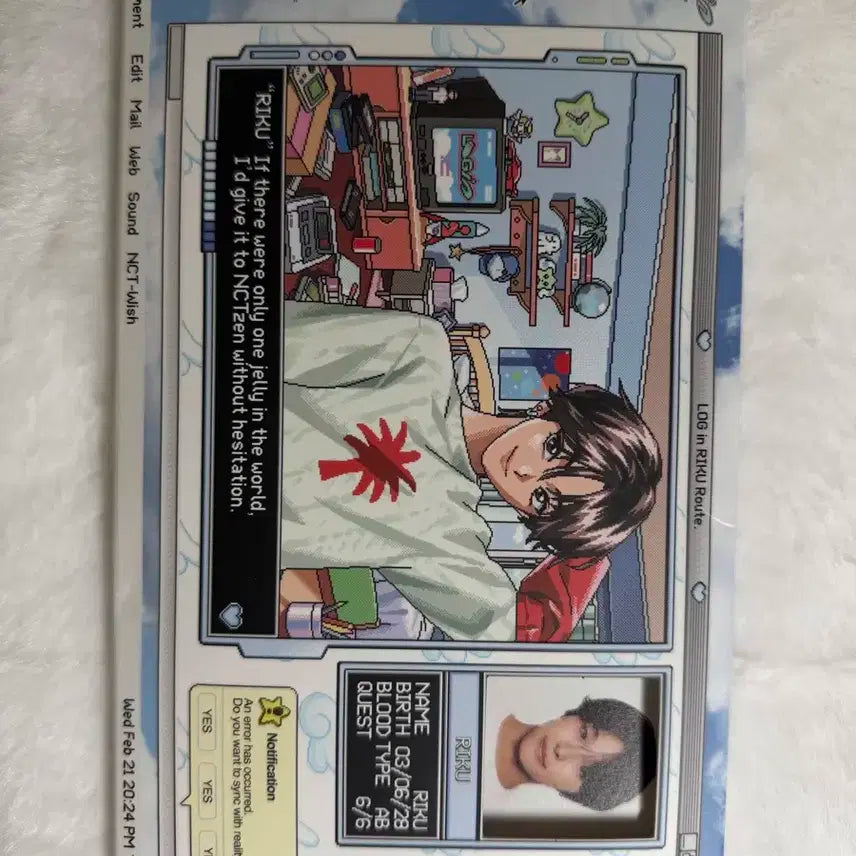 Edit Mail Web Sound NCT-Wish
Wed Feb 21 20:24 PM
LOG in RIKU Route.
"RIKU" If there were only one jelly in the world,
I'd give it to NCTzen without hesitation.
RIKU
NAME RIKU
BIRTH 03/06/28
BLOOD TYPE AB
QUEST 6/6
Notification
An error has occurred.
Do you want to sync with
YES YES